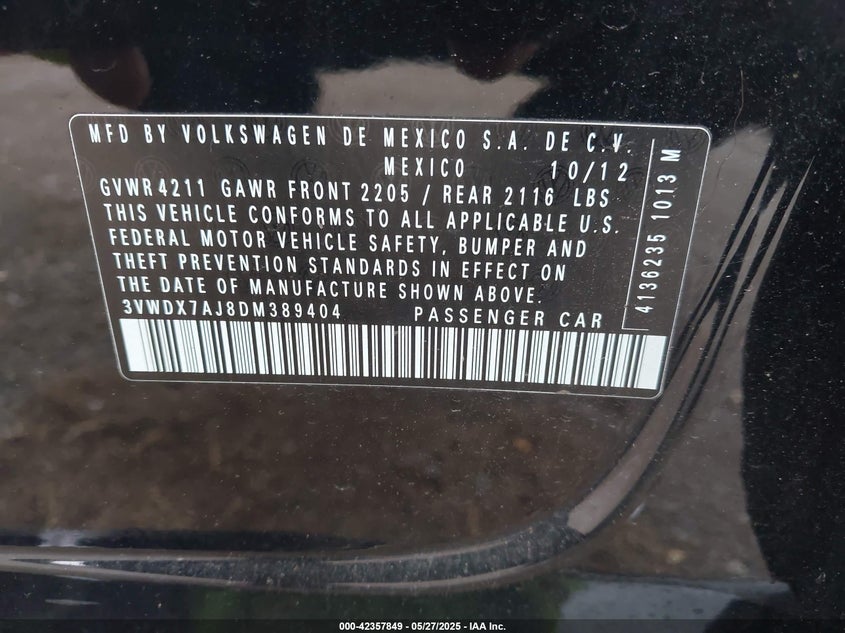 MFD BY VOLKSWAGEN DE MEXICO S.A. DE C.V.
MEXICO 10/12
GVWR 4211 GAWR FRONT 2205 / REAR 2116 LBS
THIS VEHICLE CONFORMS TO ALL APPLICABLE U.S.
FEDERAL MOTOR VEHICLE SAFETY, BUMPER AND
THEFT PREVENTION STANDARDS IN EFFECT ON
THE DATE OF MANUFACTURE SHOWN ABOVE.
3VWDX7AJ8DM389404 PASSENGER CAR
4136235 1013 M
000-42357849 — 05/27/2025 — IAA Inc.